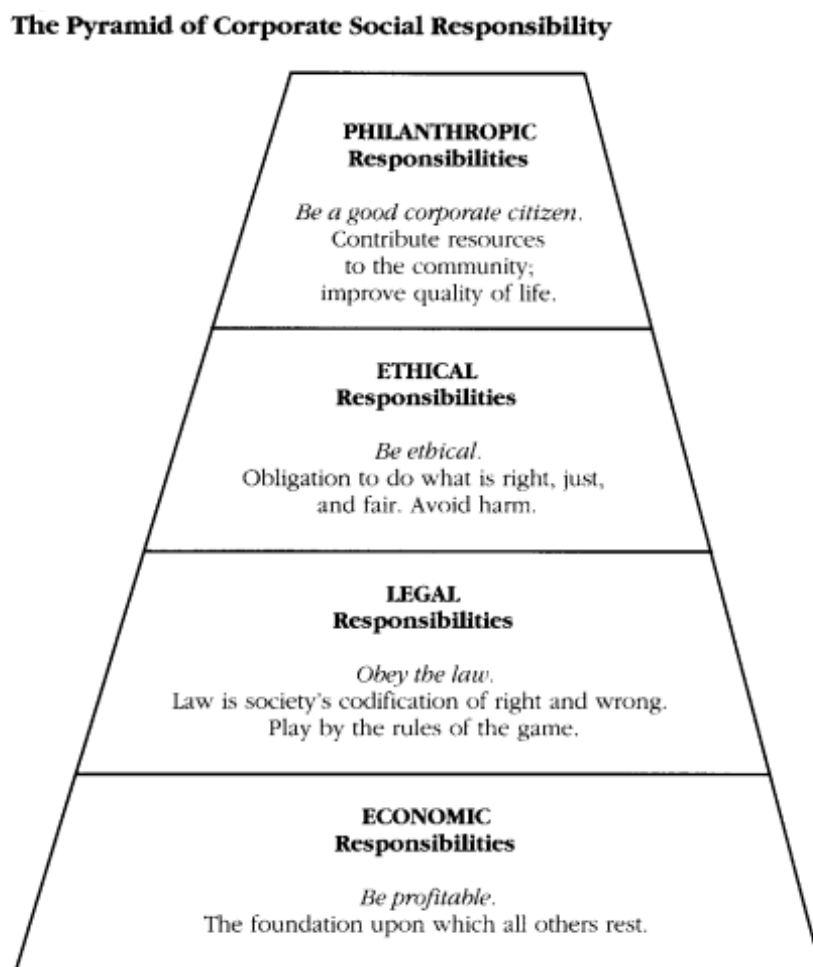 The Pyramid of Corporate Social Responsibility
PHILANTHROPIC
Responsibilities
Be a good corporate citizen.
Contribute resources
to the community;
improve quality of life.
ETHICAL
Responsibilities
Be ethical.
Obligation to do what is right, just,
and fair. Avoid harm.
LEGAL
Responsibilities
Obey the law.
Law is society's codification of right and wrong.
Play by the rules of the game.
ECONOMIC
Responsibilities
Be profitable.
The foundation upon which all others rest.